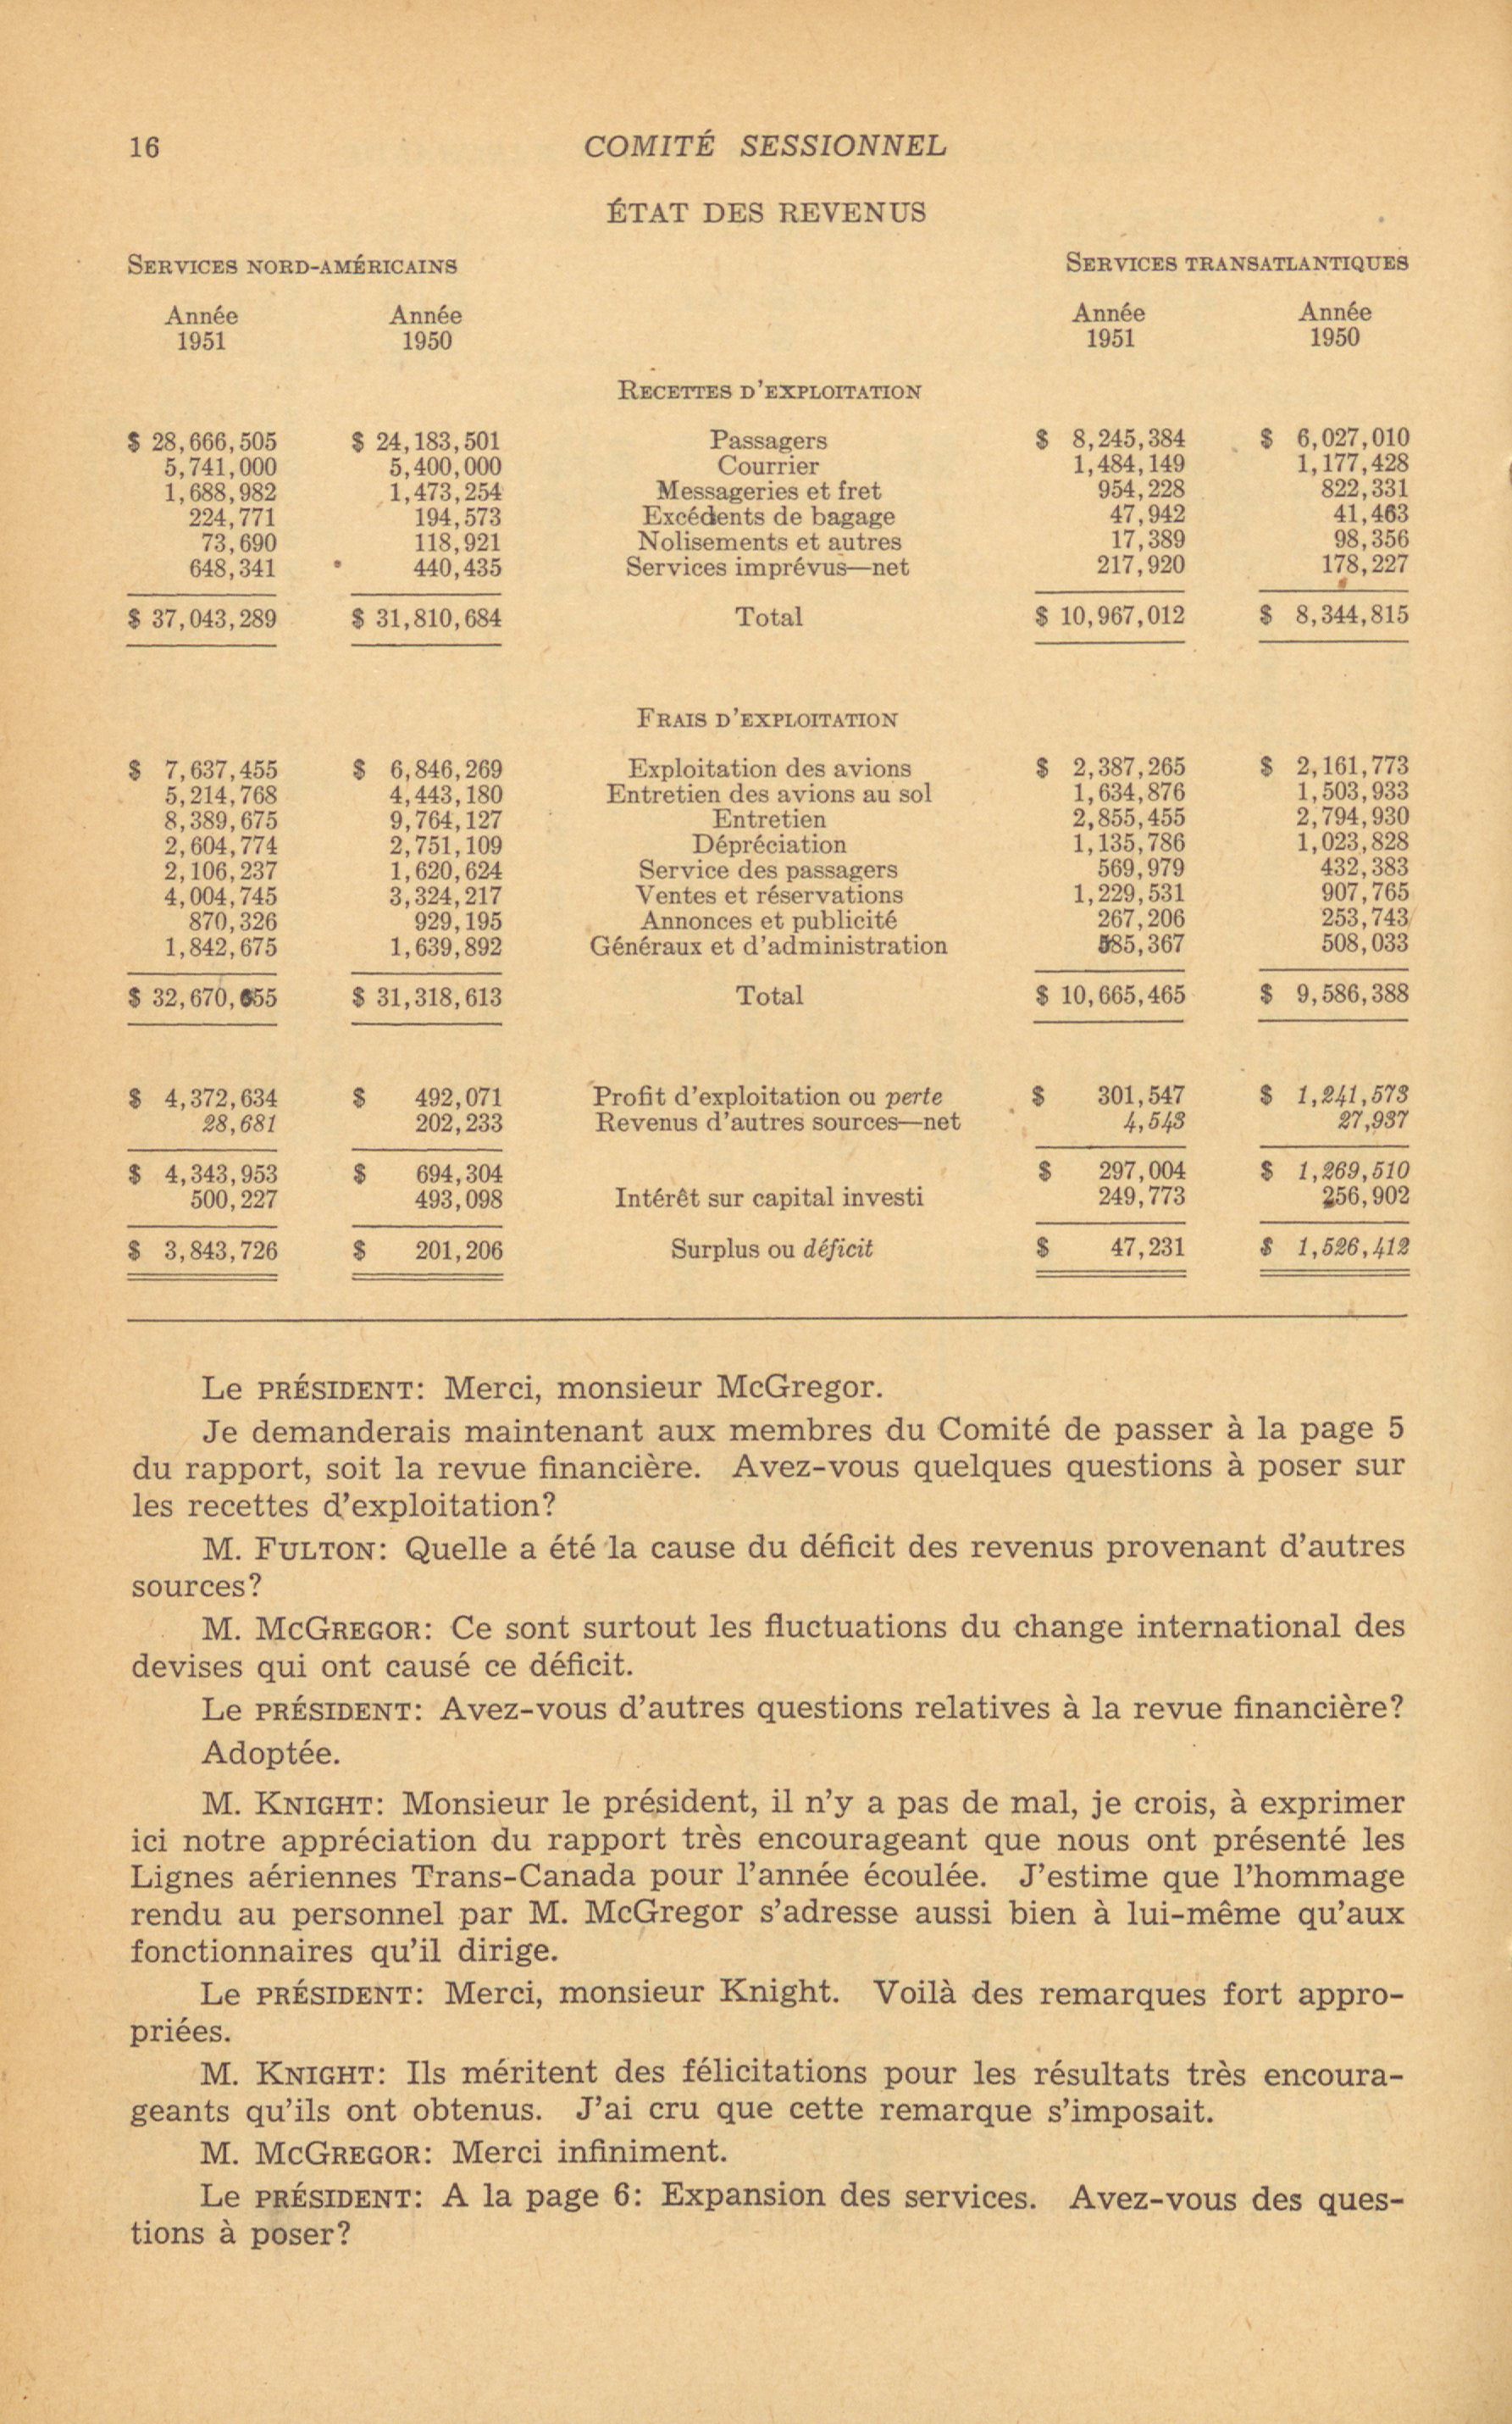 16 COMITÉ SESSIONNEL
ÉTAT DES REVENUS
SERVICES NORD-AMÉRICAINS SERVICES TRANSATLANTIQUES
Année Année Année Année
1951 1950 1951 1950
RECETTES D'EXPLOITATION
$ 28,666,505 $ 24,183,501 Passagers $ 8,245,384 $ 6,027,010
5,741,000 5,400,000 Courrier 1,484,149 1,177,428
1,688,982 1,473,254 Messageries et fret 954,228 822,331
224,771 194,573 Excédents de bagage 47,942 41,463
73,690 118,921 Nolisements et autres 17,389 98,356
648,341 440,435 Services imprévus—net 217,920 178,227
$ 37,043,289 $ 31,810,684 Total $ 10,967,012 $ 8,344,815
FRAIS D'EXPLOITATION
$ 7,637,455 $ 6,846,269 Exploitation des avions $ 2,387,265 $ 2,161,773
5,214,768 4,443,180 Entretien des avions au sol 1,634,876 1,503,933
8,389,675 9,764,127 Entretien 2,855,455 2,794,930
2,604,774 2,751,109 Dépréciation 1,135,786 1,023,828
2,106,237 1,620,624 Service des passagers 569,979 432,383
4,004,745 3,324,217 Ventes et réservations 1,229,531 907,765
870,326 929,195 Annonces et publicité 267,206 253,743
1,842,675 1,639,892 Généraux et d'administration 585,367 508,033
$ 32,670,655 $ 31,318,613 Total $ 10,665,465 $ 9,586,388
$ 4,372,634 $ 492,071 Profit d'exploitation ou perte $ 301,547 $ 1,241,573
28,681 202,233 Revenus d'autres sources—net 4,543 27,937
$ 4,343,953 $ 694,304 $ 297,004 $ 1,269,510
500,227 493,098 Intérêt sur capital investi 249,773 256,902
$ 3,843,726 $ 201,206 Surplus ou déficit $ 47,231 $ 1,526,412
Le PRÉSIDENT: Merci, monsieur McGregor.
Je demanderais maintenant aux membres du Comité de passer à la page 5
du rapport, soit la revue financière. Avez-vous quelques questions à poser sur
les recettes d'exploitation?
M. FULTON: Quelle a été la cause du déficit des revenus provenant d'autres
sources?
M. McGREGOR: Ce sont surtout les fluctuations du change international des
devises qui ont causé ce déficit.
Le PRÉSIDENT: Avez-vous d'autres questions relatives à la revue financière?
Adoptée.
M. KNIGHT: Monsieur le président, il n'y a pas de mal, je crois, à exprimer
ici notre appréciation du rapport très encourageant que nous ont présenté les
Lignes aériennes Trans-Canada pour l'année écoulée. J'estime que l'hommage
rendu au personnel par M. McGregor s'adresse aussi bien à lui-même qu'aux
fonctionnaires qu'il dirige.
Le PRÉSIDENT: Merci, monsieur Knight. Voilà des remarques fort appro-
priées.
M. KNIGHT: Ils méritent des félicitations pour les résultats très encoura-
geants qu'ils ont obtenus. J'ai cru que cette remarque s'imposait.
M. McGREGOR: Merci infiniment.
Le PRÉSIDENT: A la page 6: Expansion des services. Avez-vous des ques-
tions à poser?